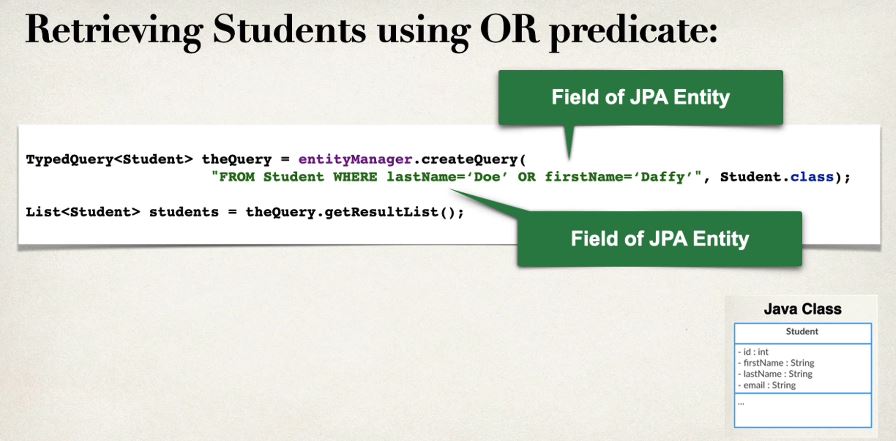 Retrieving Students using OR predicate:
Field of JPA Entity
TypedQuery<Student> theQuery = entityManager.createQuery(
"FROM Student WHERE lastName=‘Doe’ OR firstName=‘Daffy’", Student.class);
List<Student> students = theQuery.getResultList();
Field of JPA Entity
Java Class
Student
- id : int
- firstName : String
- lastName : String
- email : String
...